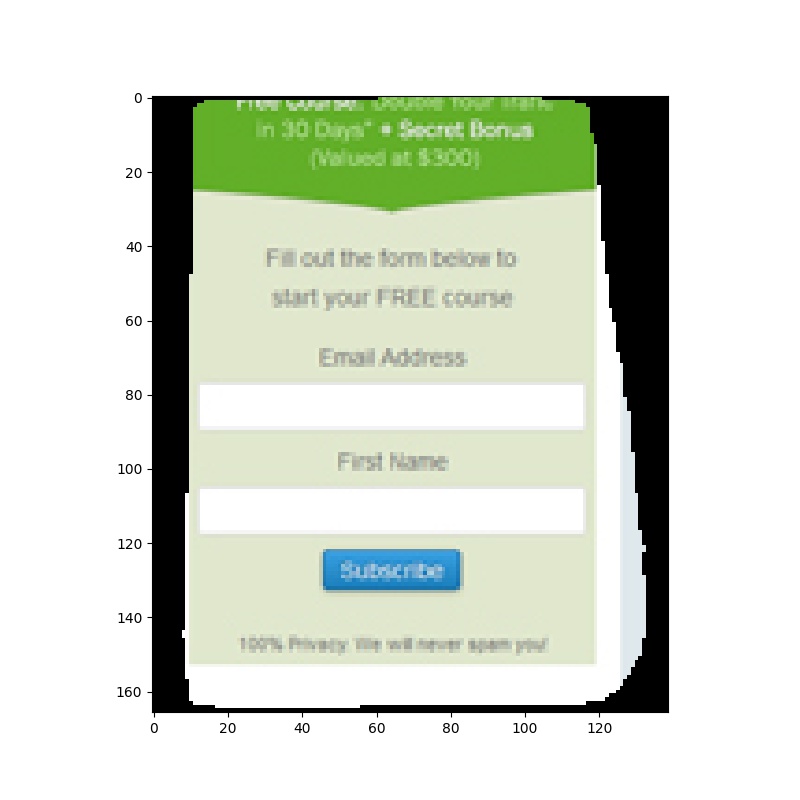 Free Course: Double Your
in 30 Days* + Secret Bonus
(Valued at $300)
Fill out the form below to
start your FREE course
Email Address
First Name
Subscribe
100% Privacy. We will never spam you!
0
20
40
60
80
100
120
140
160
0 20 40 60 80 100 120